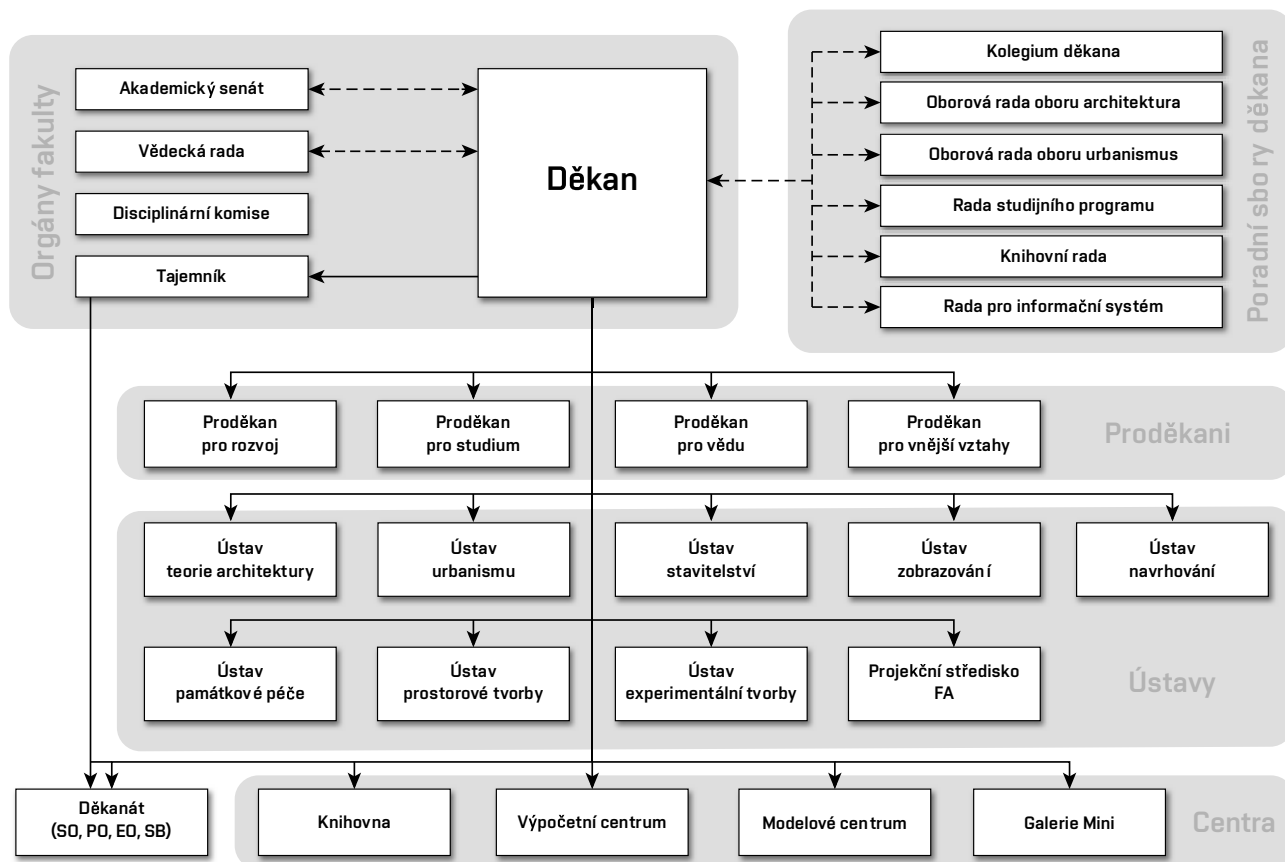 Orgány fakulty
Akademický senát
Vědecká rada
Disciplinární komise
Tajemník
Děkan
Kolegium děkana
Oborová rada oboru architektura
Oborová rada oboru urbanismus
Rada studijního programu
Knihovní rada
Rada pro informační systém
Poradní sbory děkana
Proděkan
pro rozvoj
Proděkan
pro studium
Proděkan
pro vědu
Proděkan
pro vnější vztahy
Proděkani
Ústav
teorie architektury
Ústav
urbanismu
Ústav
stavitelství
Ústav
zobrazování
Ústav
navrhování
Ústav
památkové péče
Ústav
prostorové tvorby
Ústav
experimentální tvorby
Projekční středisko
FA
Ústavy
Děkanát
(SO, PO, EO, SB)
Knihovna
Výpočetní centrum
Modelové centrum
Galerie Mini
Centra